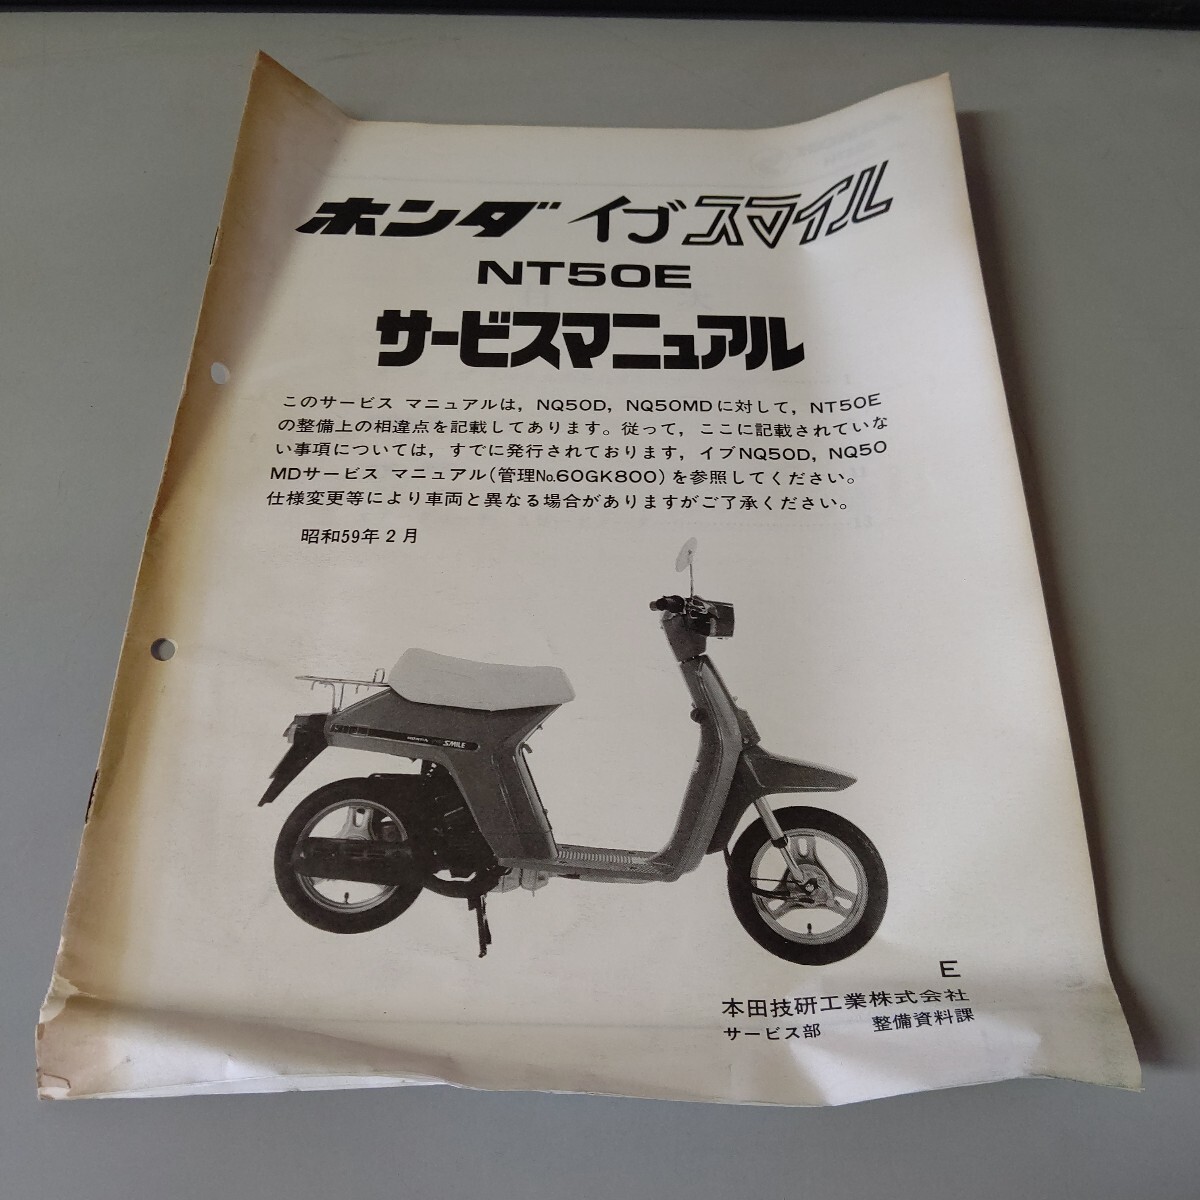 ホンダ イブ スマイル
NT50E
サービスマニュアル
このサービス マニュアルは，NQ50D，NQ50MDに対して，NT50E
の整備上の相違点を記載してあります。従って，ここに記載されていな
い事項については，すでに発行されております，イブNQ50D，NQ50
MDサービス マニュアル(管理No.60GK800)を参照してください。
仕様変更等により車両と異なる場合がありますがご了承ください。
昭和59年2月
HONDA SMILE
E
本田技研工業株式会社
サービス部 整備資料課